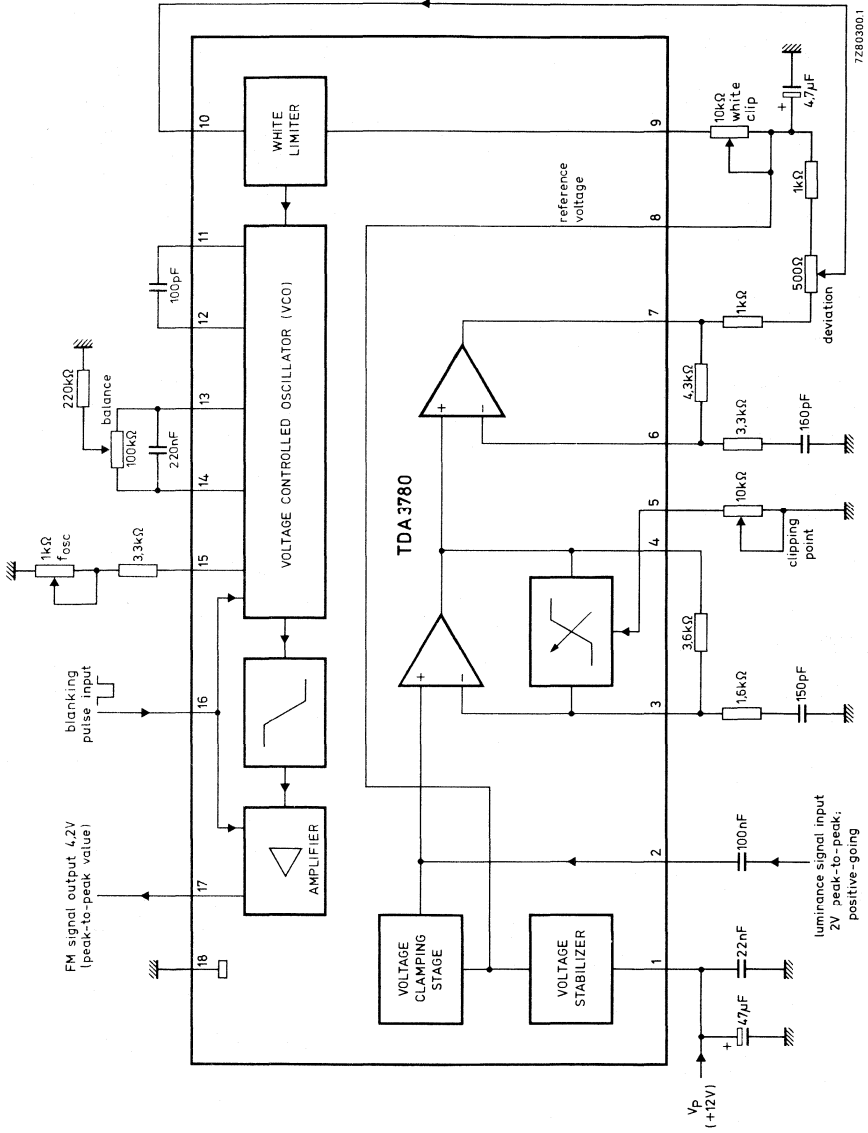 7Z80300.1
10
WHITE
LIMITER
9
10kΩ
white
clip
+
4,7μF
11
100pF
12
VOLTAGE CONTROLLED OSCILLATOR (VCO)
reference
voltage
8
1kΩ
500Ω
deviation
220kΩ
balance
13
100kΩ
220nF
14
+
−
7
4,3kΩ
1kΩ
6
3,3kΩ
160pF
TDA3780
1kΩ
fosc
3,3kΩ
15
5
10kΩ
clipping
point
4
blanking
pulse input
16
+
−
3,6kΩ
3
1,6kΩ
150pF
FM signal output 4,2V
(peak-to-peak value)
17
AMPLIFIER
2
100nF
luminance signal input
2V peak-to-peak;
positive-going
18
VOLTAGE
CLAMPING
STAGE
VOLTAGE
STABILIZER
1
22nF
+
47μF
VP
(+12V)